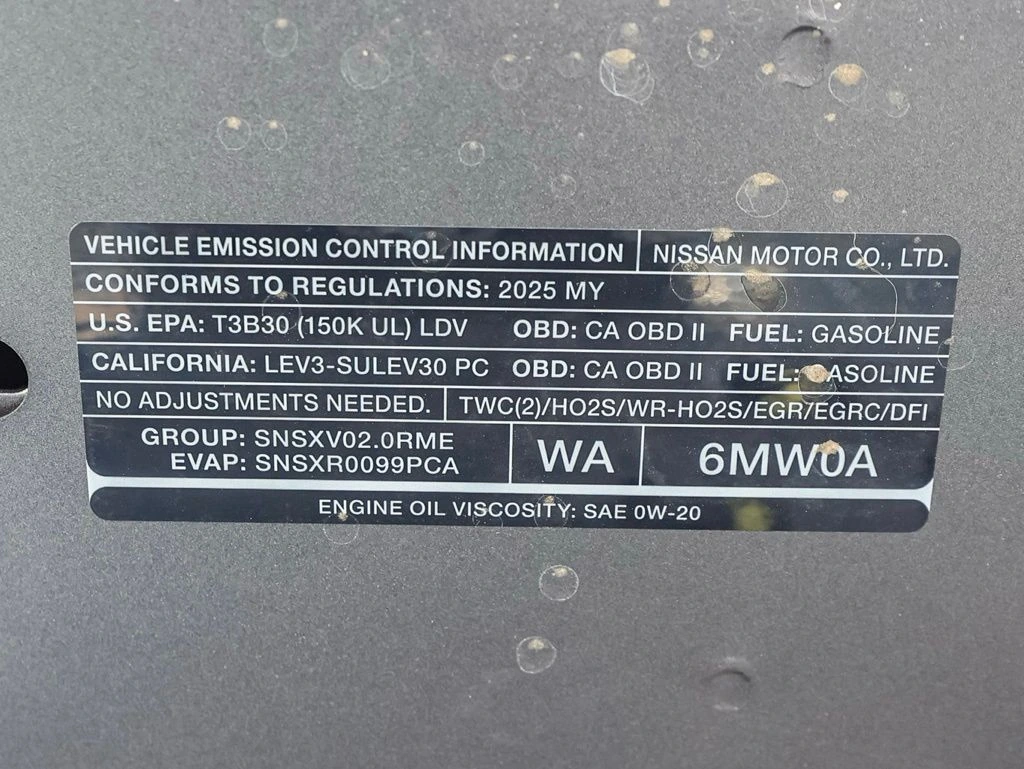 VEHICLE EMISSION CONTROL INFORMATION NISSAN MOTOR CO., LTD.
CONFORMS TO REGULATIONS: 2025 MY
U.S. EPA: T3B30 (150K UL) LDV OBD: CA OBD II FUEL: GASOLINE
CALIFORNIA: LEV3-SULEV30 PC OBD: CA OBD II FUEL: GASOLINE
NO ADJUSTMENTS NEEDED. TWC(2)/HO2S/WR-HO2S/EGR/EGRC/DFI
GROUP: SNSXV02.0RME
EVAP: SNSXR0099PCA
WA
6MW0A
ENGINE OIL VISCOSITY: SAE 0W-20